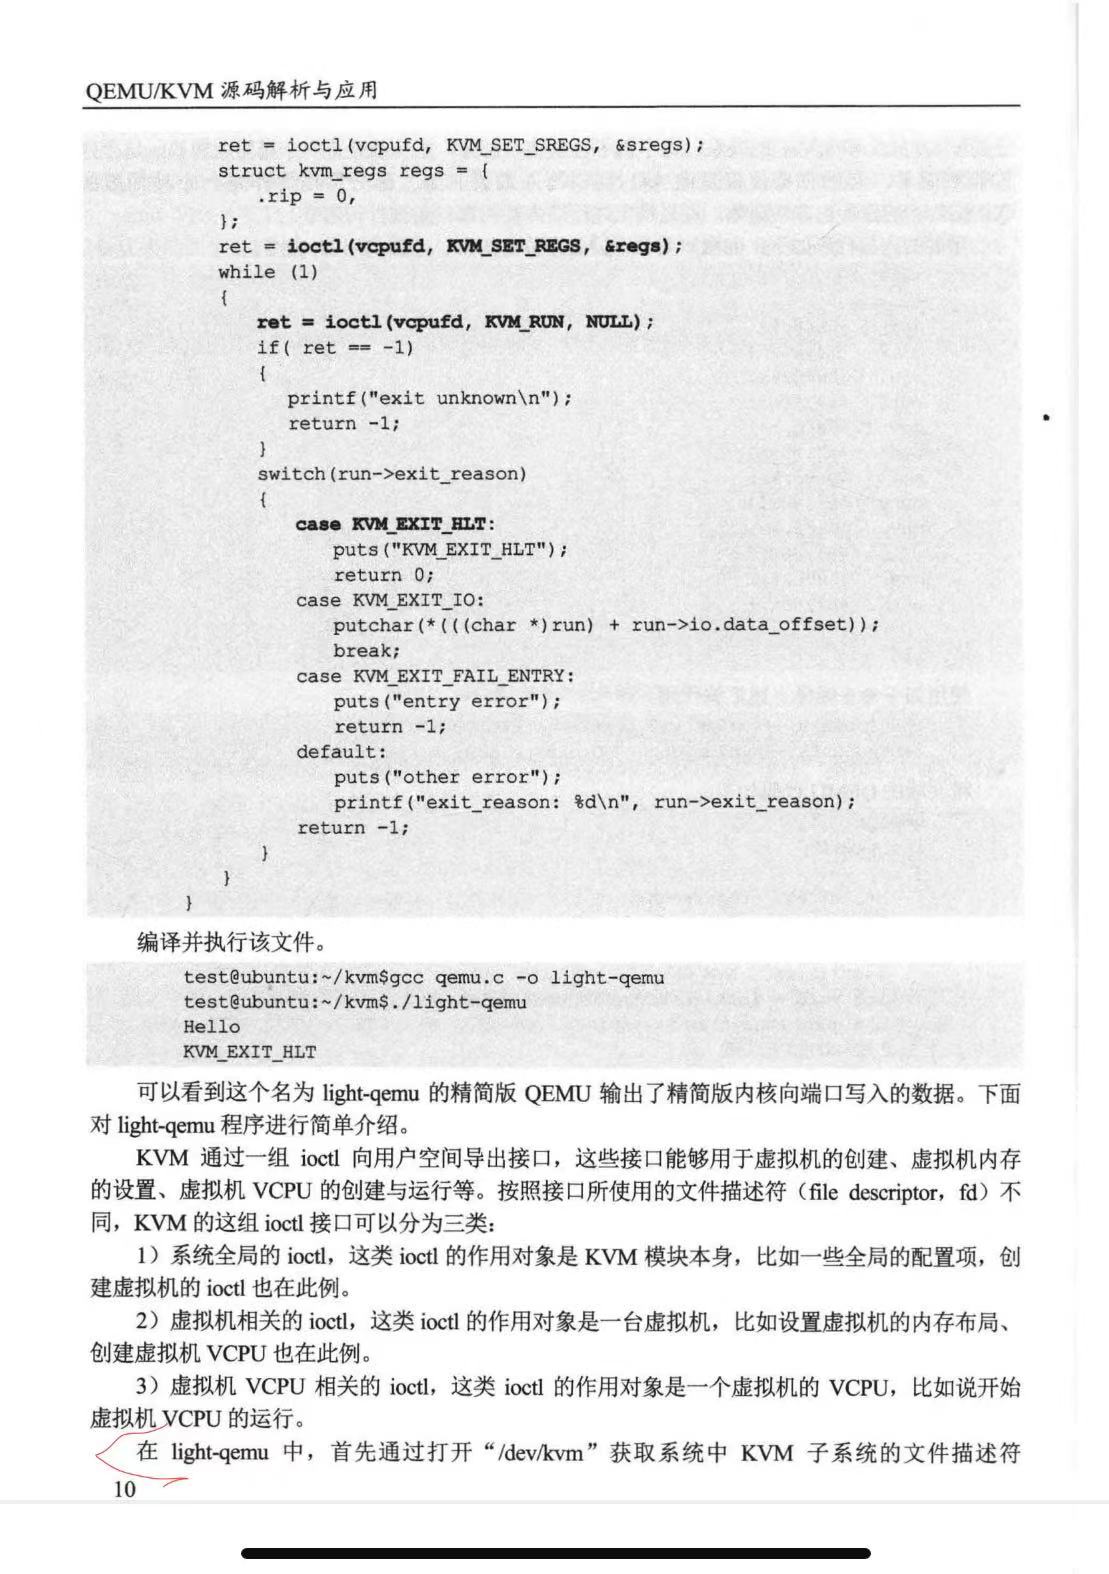 QEMU/KVM 源码解析与应用
ret = ioctl(vcpufd, KVM_SET_SREGS, &sregs);
struct kvm_regs regs = {
.rip = 0,
};
ret = ioctl(vcpufd, KVM_SET_REGS, &regs);
while (1)
{
ret = ioctl(vcpufd, KVM_RUN, NULL);
if( ret == -1)
{
printf("exit unknown\n");
return -1;
}
switch(run->exit_reason)
{
case KVM_EXIT_HLT:
puts("KVM_EXIT_HLT");
return 0;
case KVM_EXIT_IO:
putchar(*(((char *)run) + run->io.data_offset));
break;
case KVM_EXIT_FAIL_ENTRY:
puts("entry error");
return -1;
default:
puts("other error");
printf("exit_reason: %d\n", run->exit_reason);
return -1;
}
}
}
编译并执行该文件。
test@ubuntu:~/kvm$gcc qemu.c -o light-qemu
test@ubuntu:~/kvm$./light-qemu
Hello
KVM_EXIT_HLT
可以看到这个名为 light-qemu 的精简版 QEMU 输出了精简版内核向端口写入的数据。下面
对 light-qemu 程序进行简单介绍。
KVM 通过一组 ioctl 向用户空间导出接口，这些接口能够用于虚拟机的创建、虚拟机内存
的设置、虚拟机 VCPU 的创建与运行等。按照接口所使用的文件描述符（file descriptor，fd）不
同，KVM 的这组 ioctl 接口可以分为三类：
1）系统全局的 ioctl，这类 ioctl 的作用对象是 KVM 模块本身，比如一些全局的配置项，创
建虚拟机的 ioctl 也在此例。
2）虚拟机相关的 ioctl，这类 ioctl 的作用对象是一台虚拟机，比如设置虚拟机的内存布局、
创建虚拟机 VCPU 也在此例。
3）虚拟机 VCPU 相关的 ioctl，这类 ioctl 的作用对象是一个虚拟机的 VCPU，比如说开始
虚拟机 VCPU 的运行。
在 light-qemu 中，首先通过打开“/dev/kvm”获取系统中 KVM 子系统的文件描述符
10